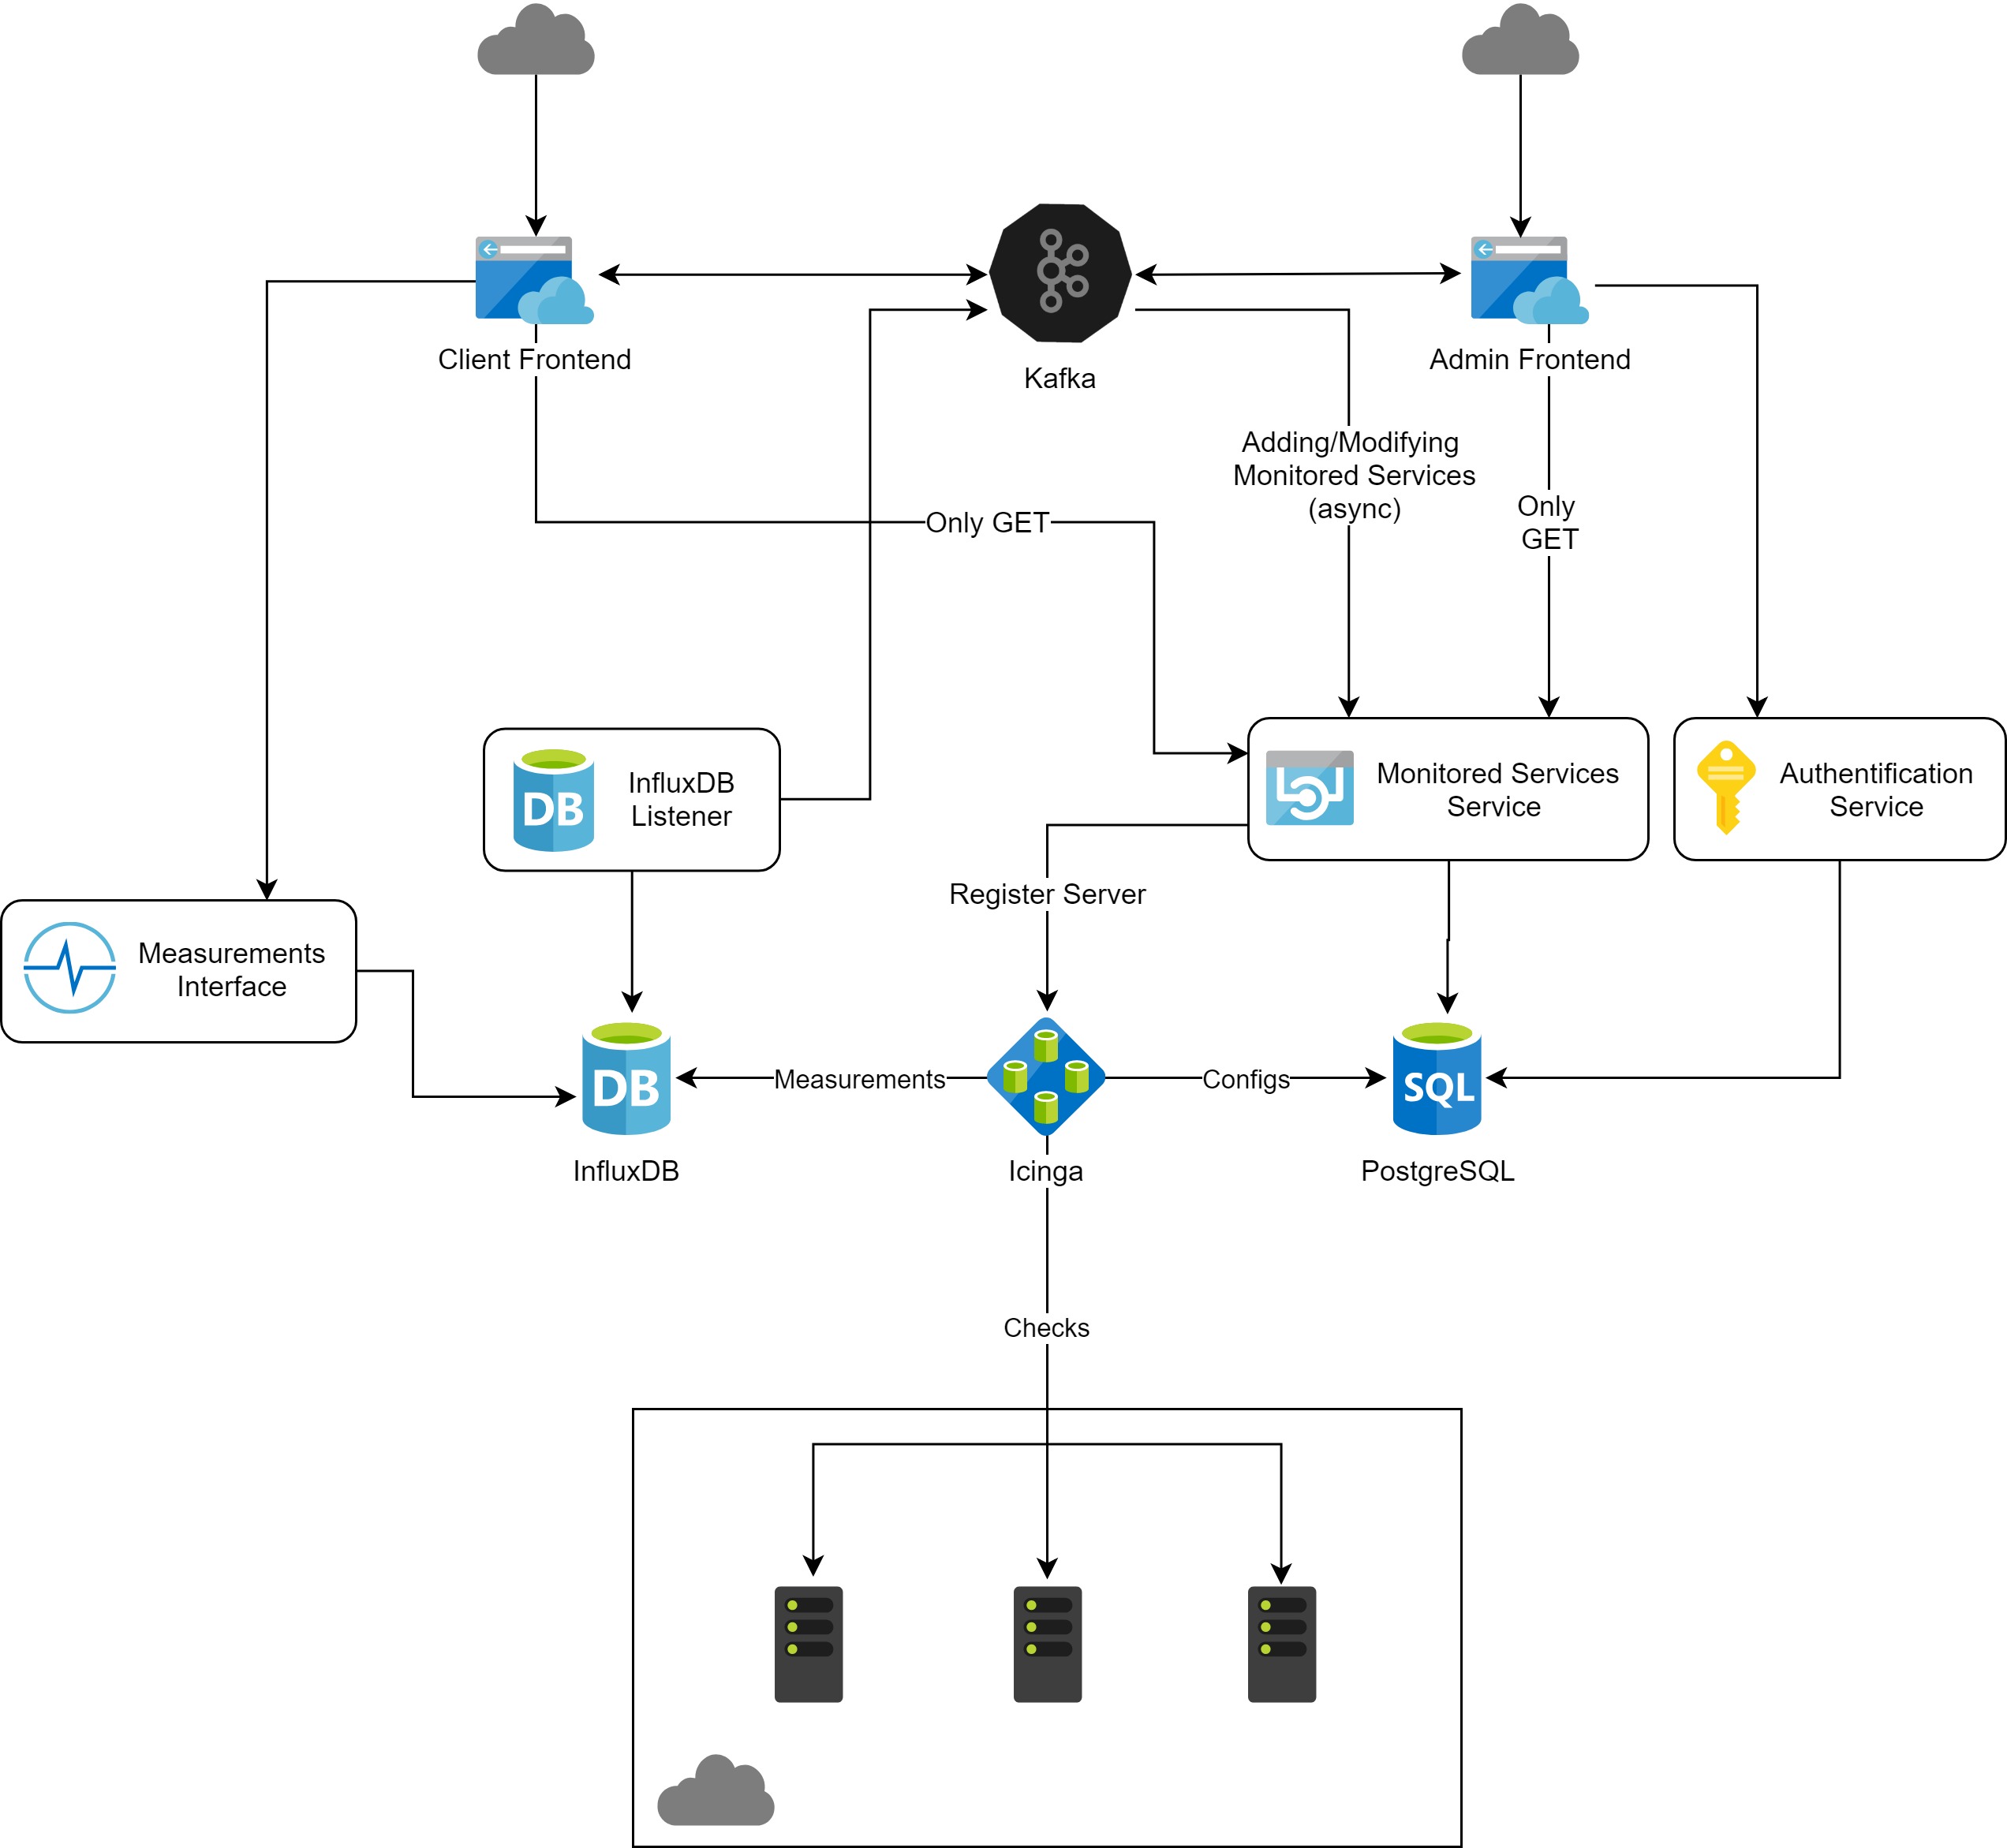 Client Frontend
Kafka
Admin Frontend
Adding/Modifying
Monitored Services
(async)
Only
GET
Only GET
InfluxDB
Listener
DB
Monitored Services
Service
Authentification
Service
Register Server
Measurements
Interface
DB
Measurements
Configs
SQL
InfluxDB
Icinga
PostgreSQL
Checks